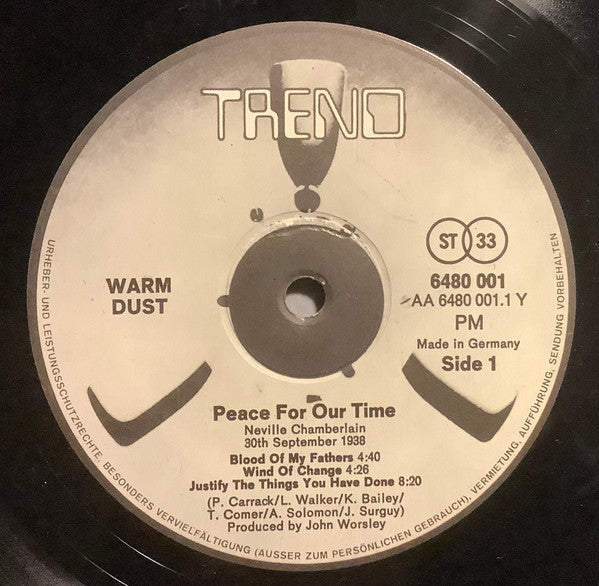 TREND
ST 33
WARM
DUST
6480 001
AA 6480 001.1 Y
PM
Made in Germany
Side 1
Peace For Our Time
Neville Chamberlain
30th September 1938
Blood Of My Fathers 4:40
Wind Of Change 4:26
Justify The Things You Have Done 8:20
(P. Carrack/L. Walker/K. Bailey/
T. Comer/A. Solomon/J. Surguy)
Produced by John Worsley
URHEBER- UND LEISTUNGSSCHUTZRECHTE, BESONDERS VERVIELFÄLTIGUNG (AUSSER ZUM PERSÖNLICHEN GEBRAUCH), VERMIETUNG, AUFFÜHRUNG, SENDUNG VORBEHALTEN